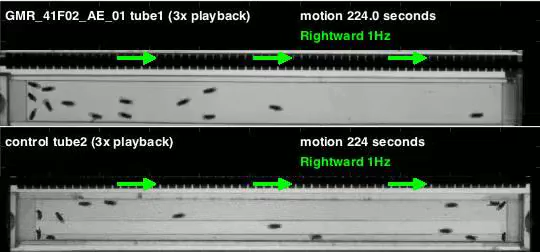 GMR_41F02_AE_01 tube1 (3x playback)
motion 224.0 seconds
Rightward 1Hz
control tube2 (3x playback)
motion 224 seconds
Rightward 1Hz